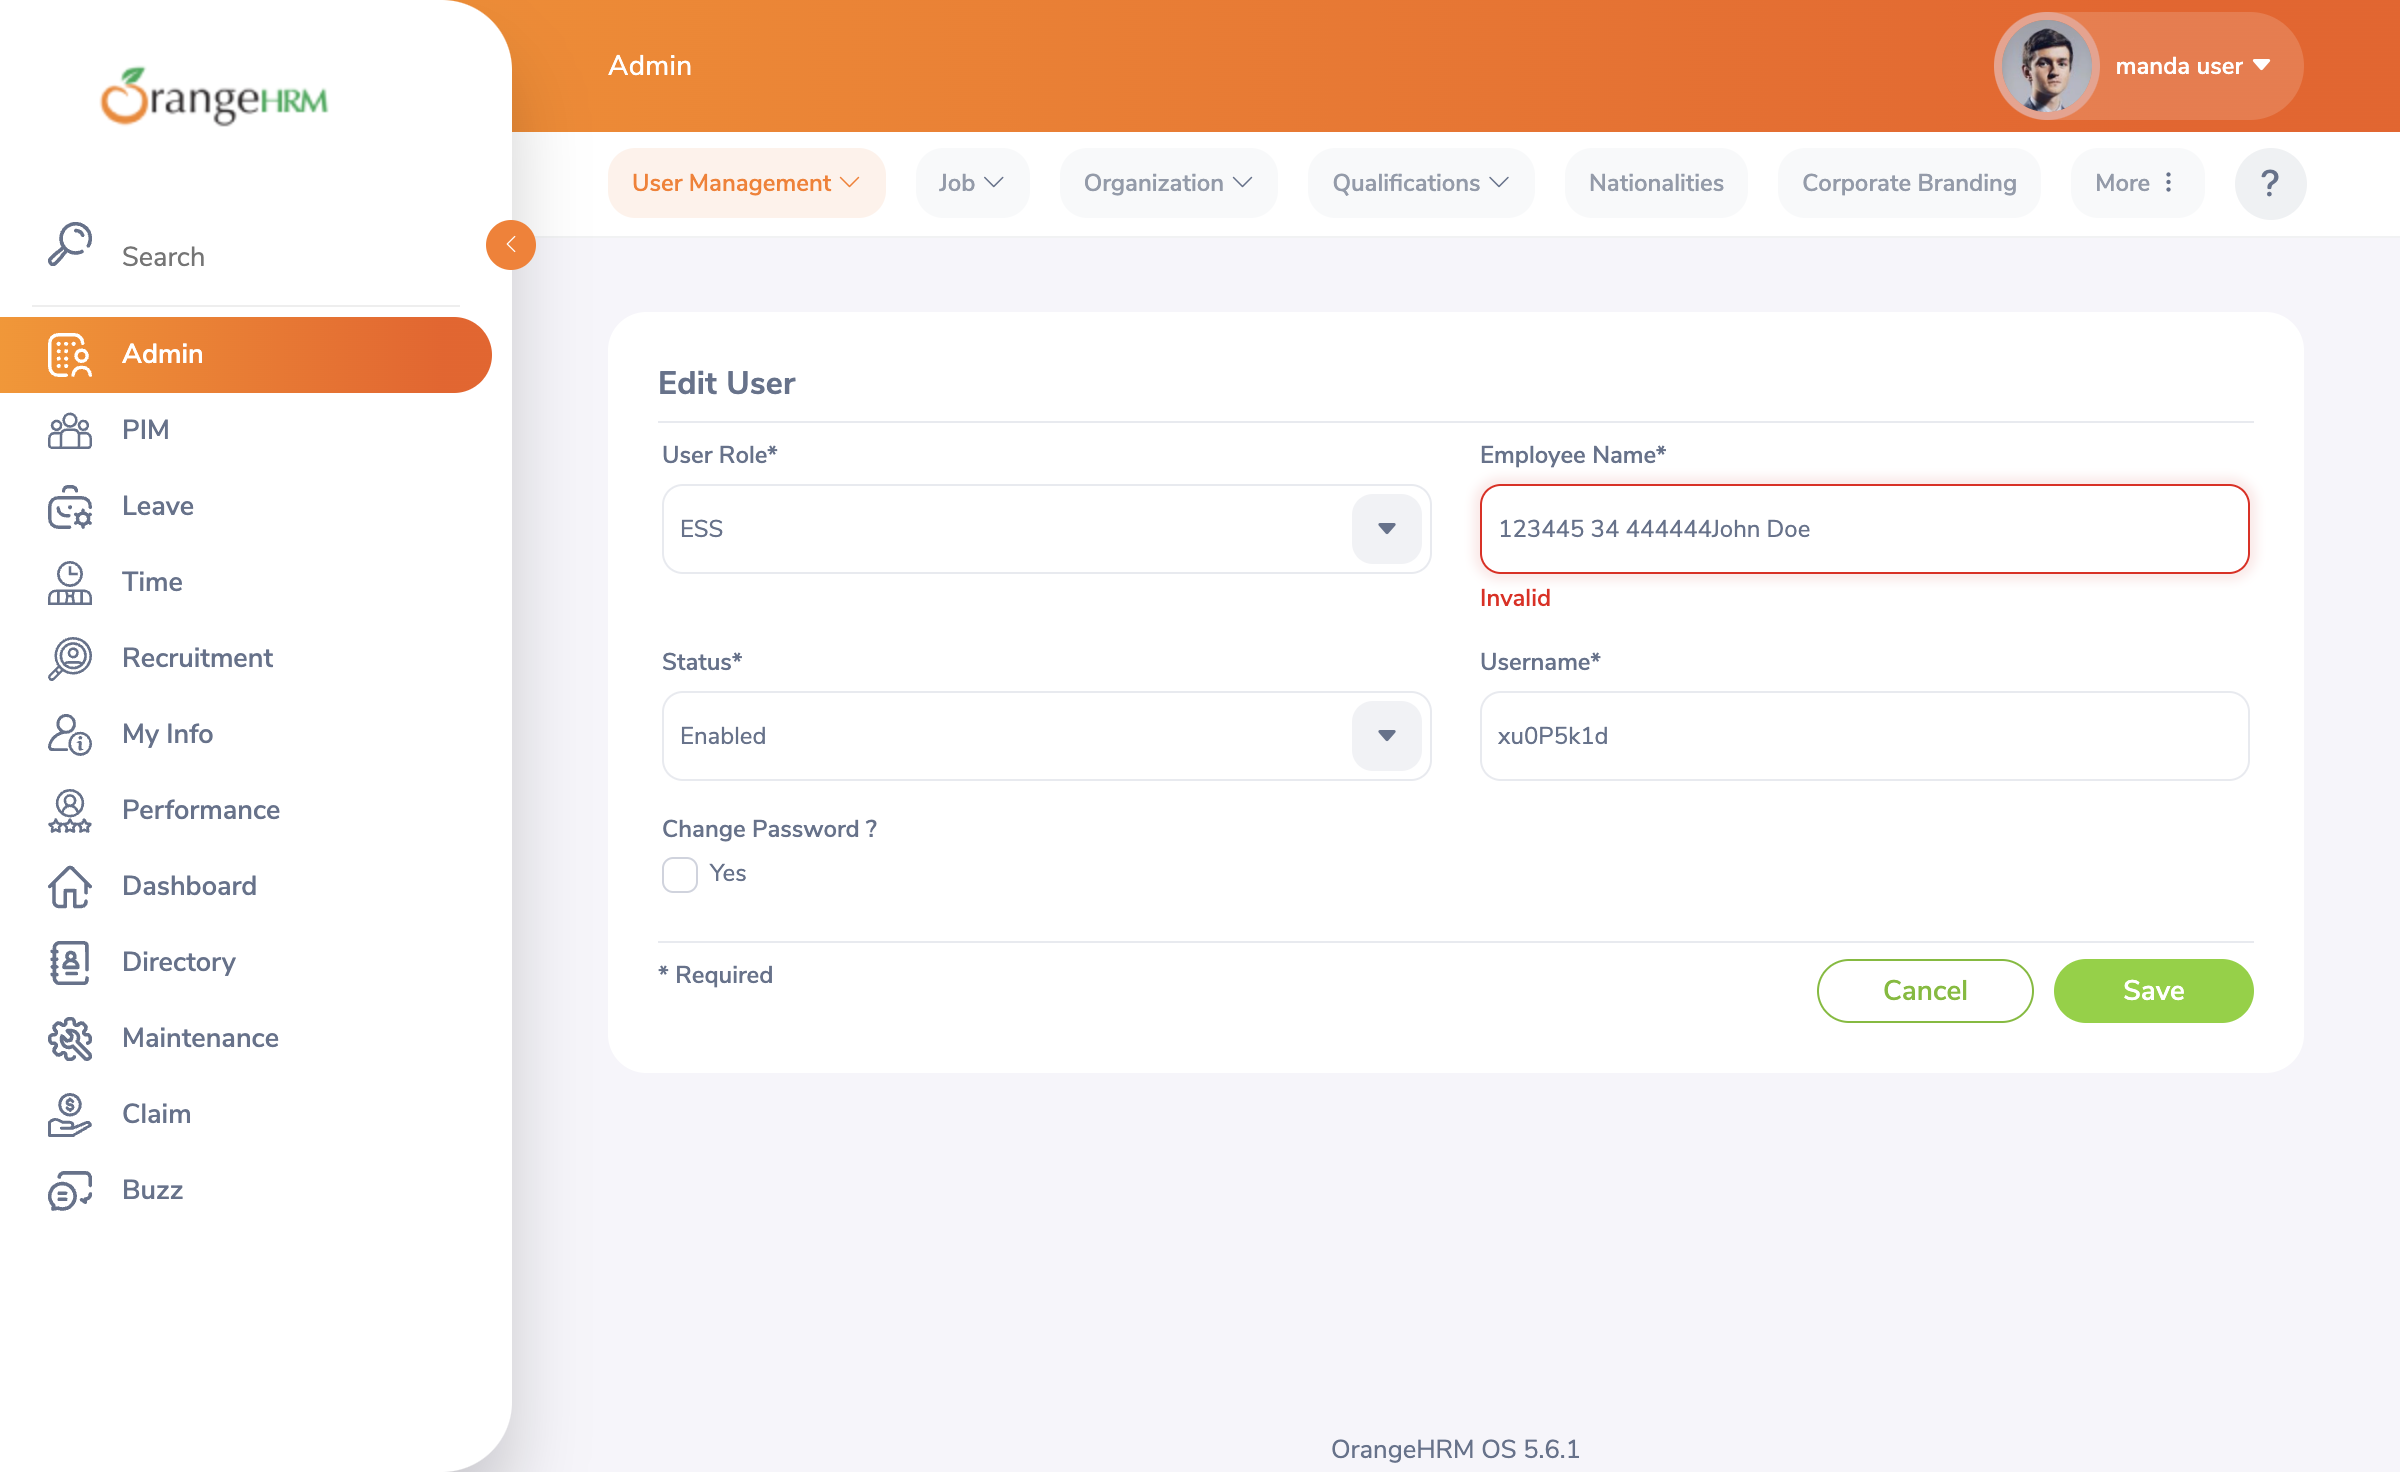 OrangeHRM
Search
Admin
PIM
Leave
Time
Recruitment
My Info
Performance
Dashboard
Directory
Maintenance
Claim
Buzz
Admin
manda user
User Management
Job
Organization
Qualifications
Nationalities
Corporate Branding
More
?
Edit User
User Role*
ESS
Employee Name*
123445 34 444444John Doe
Invalid
Status*
Enabled
Username*
xu0P5k1d
Change Password ?
Yes
* Required
Cancel
Save
OrangeHRM OS 5.6.1